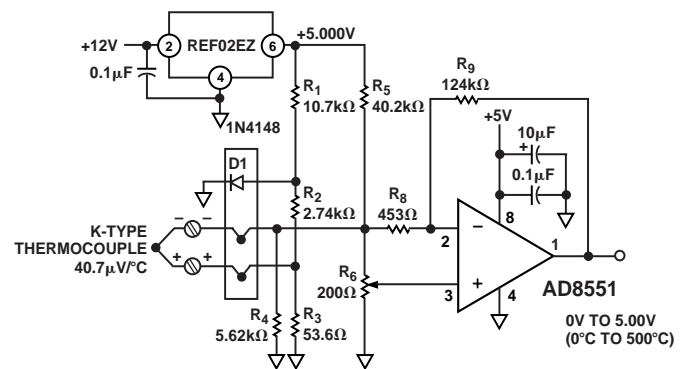 +12V
2
REF02EZ
6
+5.000V
0.1μF
4
R1
10.7kΩ
R5
40.2kΩ
R9
124kΩ
1N4148
+5V
10μF
+
0.1μF
D1
R2
2.74kΩ
K-TYPE
THERMOCOUPLE
40.7μV/°C
− −
+ +
R8
453Ω
8
2
−
1
+
3
4
AD8551
R6
200Ω
R4
5.62kΩ
R3
53.6Ω
0V TO 5.00V
(0°C TO 500°C)